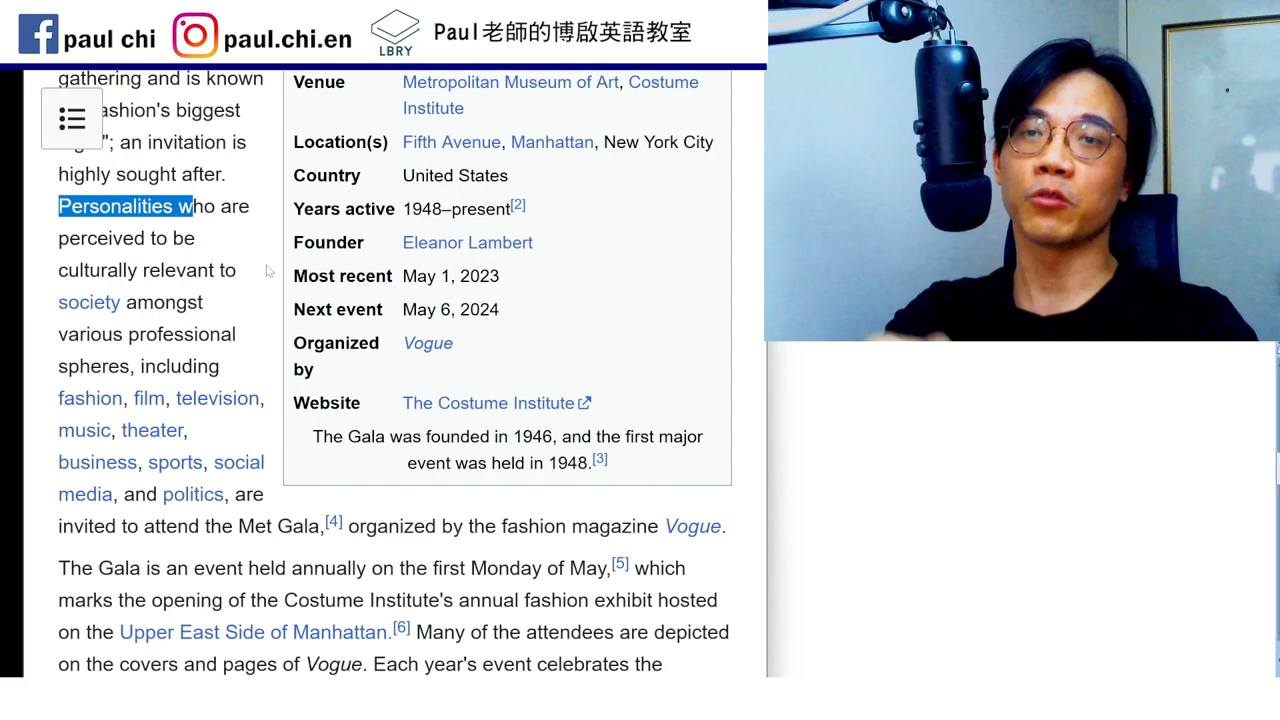 paul chi
paul.chi.en
LBRY
Paul老師的博啟英語教室
gathering and is known
ashion's biggest
"; an invitation is
highly sought after.
Personalities who are
perceived to be
culturally relevant to
society amongst
various professional
spheres, including
fashion, film, television,
music, theater,
business, sports, social
media, and politics, are
invited to attend the Met Gala,[4] organized by the fashion magazine Vogue.
The Gala is an event held annually on the first Monday of May,[5] which
marks the opening of the Costume Institute's annual fashion exhibit hosted
on the Upper East Side of Manhattan.[6] Many of the attendees are depicted
on the covers and pages of Vogue. Each year's event celebrates the
Venue Metropolitan Museum of Art, Costume
Institute
Location(s) Fifth Avenue, Manhattan, New York City
Country United States
Years active 1948–present[2]
Founder Eleanor Lambert
Most recent May 1, 2023
Next event May 6, 2024
Organized Vogue
by
Website The Costume Institute
The Gala was founded in 1946, and the first major
event was held in 1948.[3]